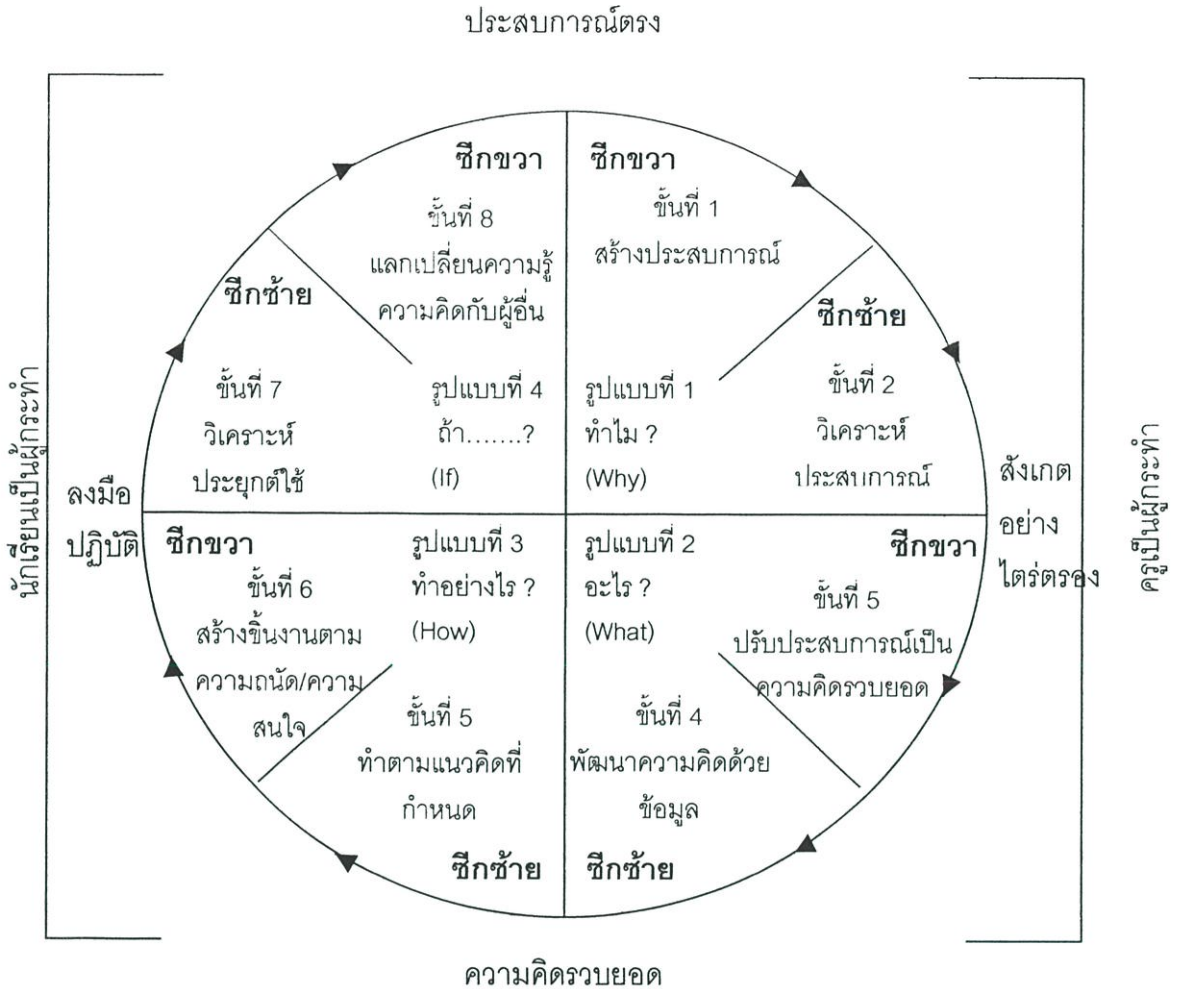 ประสบการณ์ตรง
ซีกขวา
ขั้นที่ 8
แลกเปลี่ยนความรู้
ความคิดกับผู้อื่น
ซีกขวา
ขั้นที่ 1
สร้างประสบการณ์
ซีกซ้าย
ขั้นที่ 7
วิเคราะห์
ประยุกต์ใช้
รูปแบบที่ 4
ถ้า.......?
(If)
รูปแบบที่ 1
ทำไม ?
(Why)
ซีกซ้าย
ขั้นที่ 2
วิเคราะห์
ประสบการณ์
นักเรียนเป็นผู้กระทำ
ลงมือ
ปฏิบัติ
สังเกต
อย่าง
ไตร่ตรอง
ครูเป็นผู้กระทำ
ซีกขวา
ขั้นที่ 6
สร้างชิ้นงานตาม
ความถนัด/ความ
สนใจ
รูปแบบที่ 3
ทำอย่างไร ?
(How)
รูปแบบที่ 2
อะไร ?
(What)
ซีกขวา
ขั้นที่ 5
ปรับประสบการณ์เป็น
ความคิดรวบยอด
ขั้นที่ 5
ทำตามแนวคิดที่
กำหนด
ซีกซ้าย
ขั้นที่ 4
พัฒนาความคิดด้วย
ข้อมูล
ซีกซ้าย
ความคิดรวบยอด